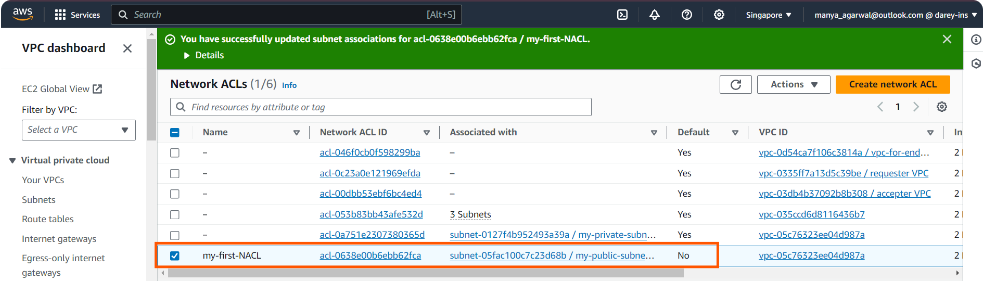 aws Services Search [Alt+S] Singapore ▼ manya_agarwal@outlook.com @ darey-ins ▼
VPC dashboard
EC2 Global View
Filter by VPC:
Select a VPC
Virtual private cloud
Your VPCs
Subnets
Route tables
Internet gateways
Egress-only internet
gateways
You have successfully updated subnet associations for acl-0638e00b6ebb62fca / my-first-NACL.
Details
Network ACLs (1/6) Info Actions Create network ACL
Find resources by attribute or tag 1
Name Network ACL ID Associated with Default VPC ID
– acl-046f0cb0f598299ba – Yes vpc-0d54ca7f106c3814a / vpc-for-end... 2
– acl-0c23a0e121969efda – Yes vpc-0335ff7a13d5c39be / requester VPC 2
– acl-00dbb53ebf6bc4ed4 – Yes vpc-03db4b37092b8b308 / accepter VPC 2
– acl-053b83bb43afe532d 3 Subnets Yes vpc-035ccd6d8116436b7 2
– acl-0a751e2307380365d subnet-0127f4b952493a39a / my-private-subn... Yes vpc-05c76323ee04d987a 2
my-first-NACL acl-0638e00b6ebb62fca subnet-05fac100c7c23d68b / my-public-subne... No vpc-05c76323ee04d987a 2